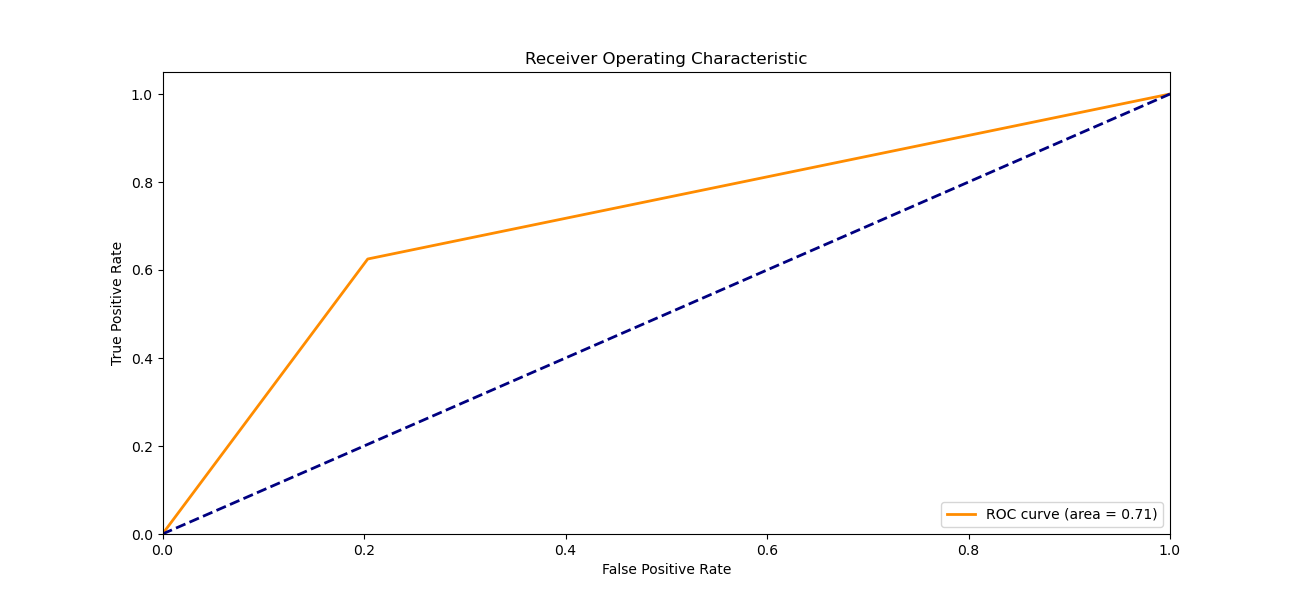 Receiver Operating Characteristic
1.0
0.8
0.6
0.4
0.2
0.0
True Positive Rate
0.0 0.2 0.4 0.6 0.8 1.0
False Positive Rate
ROC curve (area = 0.71)